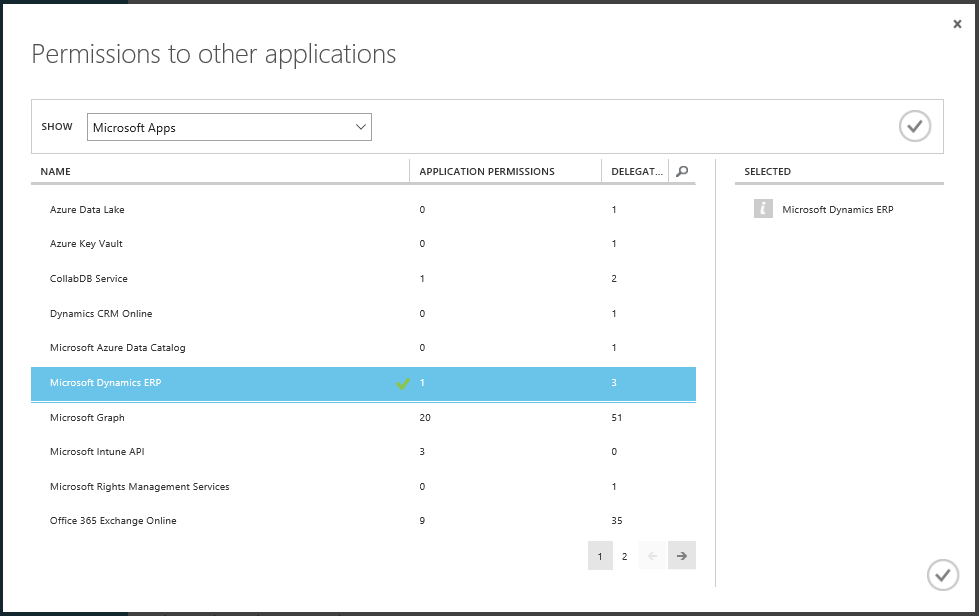 Permissions to other applications
SHOW Microsoft Apps
NAME APPLICATION PERMISSIONS DELEGAT... SELECTED
Azure Data Lake 0 1 Microsoft Dynamics ERP
Azure Key Vault 0 1
CollabDB Service 1 2
Dynamics CRM Online 0 1
Microsoft Azure Data Catalog 0 1
Microsoft Dynamics ERP 1 3
Microsoft Graph 20 51
Microsoft Intune API 3 0
Microsoft Rights Management Services 0 1
Office 365 Exchange Online 9 35
1 2